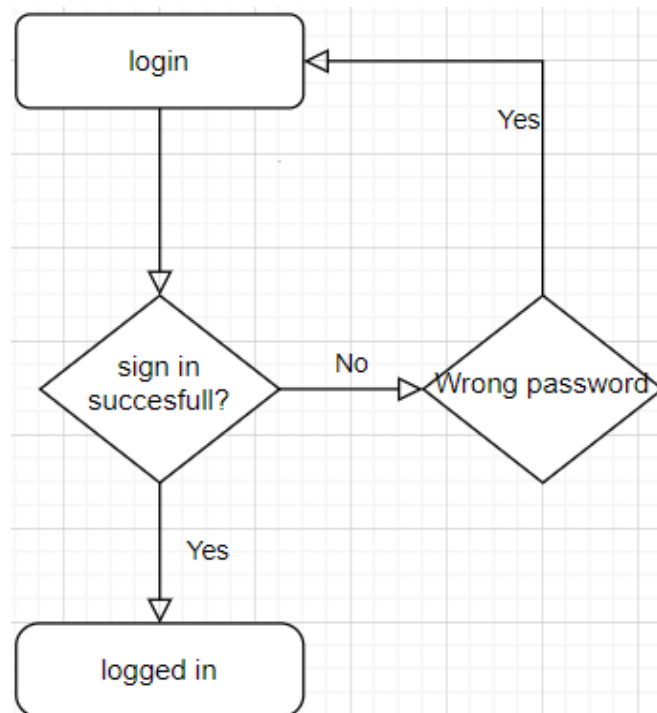 login
Yes
sign in
succesfull?
No
Wrong password
Yes
logged in